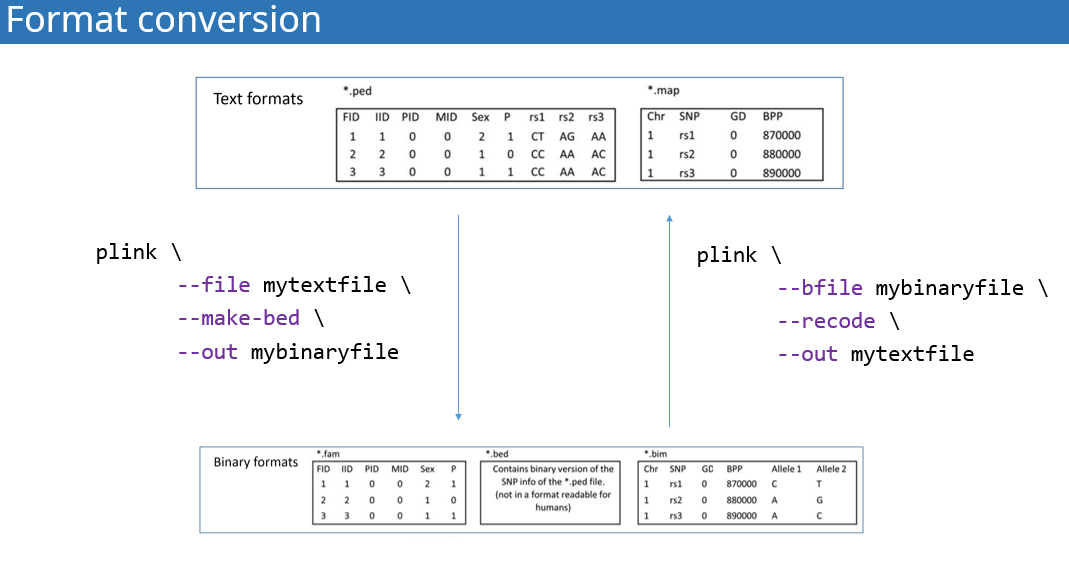 Format conversion
Text formats
*.ped
FID IID PID MID Sex P rs1 rs2 rs3
1 1 0 0 2 1 CT AG AA
2 2 0 0 1 0 CC AA AC
3 3 0 0 1 1 CC AA AC
*.map
Chr SNP GD BPP
1 rs1 0 870000
1 rs2 0 880000
1 rs3 0 890000
plink \
--file mytextfile \
--make-bed \
--out mybinaryfile
plink \
--bfile mybinaryfile \
--recode \
--out mytextfile
Binary formats
*.fam
FID IID PID MID Sex P
1 1 0 0 2 1
2 2 0 0 1 0
3 3 0 0 1 1
*.bed
Contains binary version of the
SNP info of the *.ped file.
(not in a format readable for
humans)
*.bim
Chr SNP GD BPP Allele 1 Allele 2
1 rs1 0 870000 C T
1 rs2 0 880000 A G
1 rs3 0 890000 A C